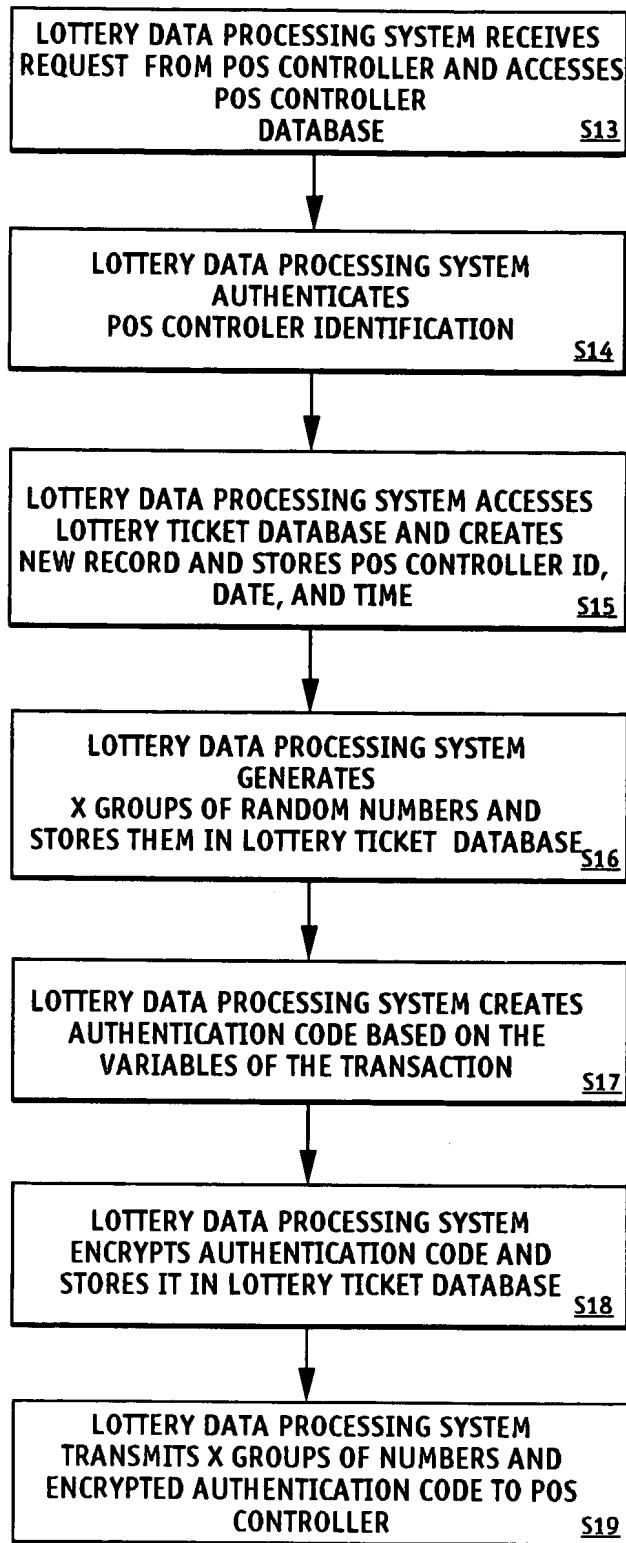 LOTTERY DATA PROCESSING SYSTEM RECEIVES
REQUEST FROM POS CONTROLLER AND ACCESSES
POS CONTROLLER
DATABASE
S13
LOTTERY DATA PROCESSING SYSTEM
AUTHENTICATES
POS CONTROLER IDENTIFICATION
S14
LOTTERY DATA PROCESSING SYSTEM ACCESSES
LOTTERY TICKET DATABASE AND CREATES
NEW RECORD AND STORES POS CONTROLLER ID,
DATE, AND TIME
S15
LOTTERY DATA PROCESSING SYSTEM
GENERATES
X GROUPS OF RANDOM NUMBERS AND
STORES THEM IN LOTTERY TICKET DATABASE
S16
LOTTERY DATA PROCESSING SYSTEM CREATES
AUTHENTICATION CODE BASED ON THE
VARIABLES OF THE TRANSACTION
S17
LOTTERY DATA PROCESSING SYSTEM
ENCRYPTS AUTHENTICATION CODE AND
STORES IT IN LOTTERY TICKET DATABASE
S18
LOTTERY DATA PROCESSING SYSTEM
TRANSMITS X GROUPS OF NUMBERS AND
ENCRYPTED AUTHENTICATION CODE TO POS
CONTROLLER
S19